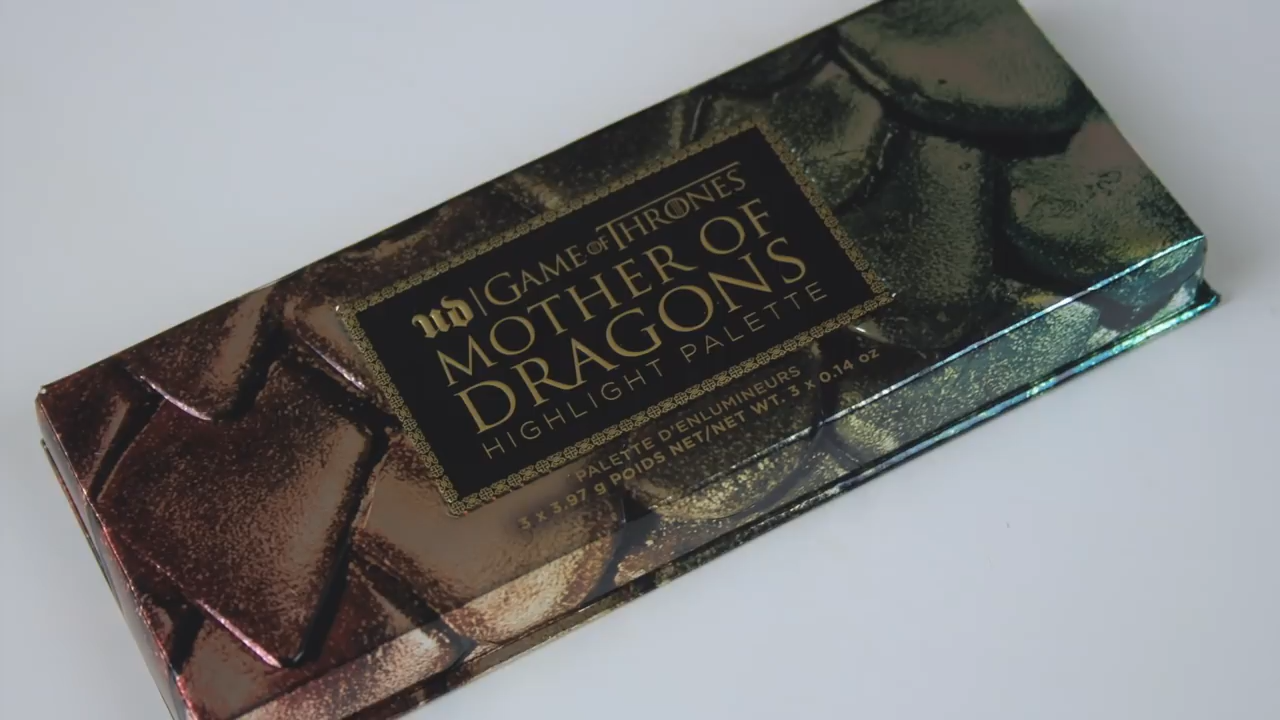 UD | GAME OF THRONES
MOTHER OF
DRAGONS
HIGHLIGHT PALETTE
PALETTE D'ENLUMINEURS
3 x 3.97 g POIDS NET/NET WT. 3 x 0.14 oz